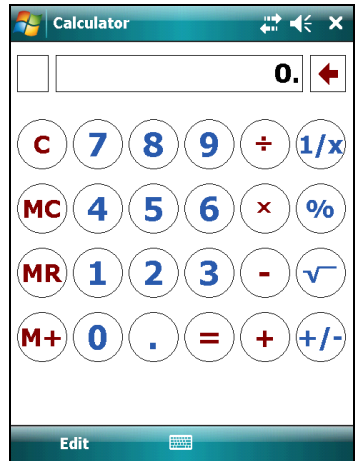 Calculator
0.
C 7 8 9 ÷ 1/x
MC 4 5 6 × %
MR 1 2 3 - √
M+ 0 . = + +/-
Edit